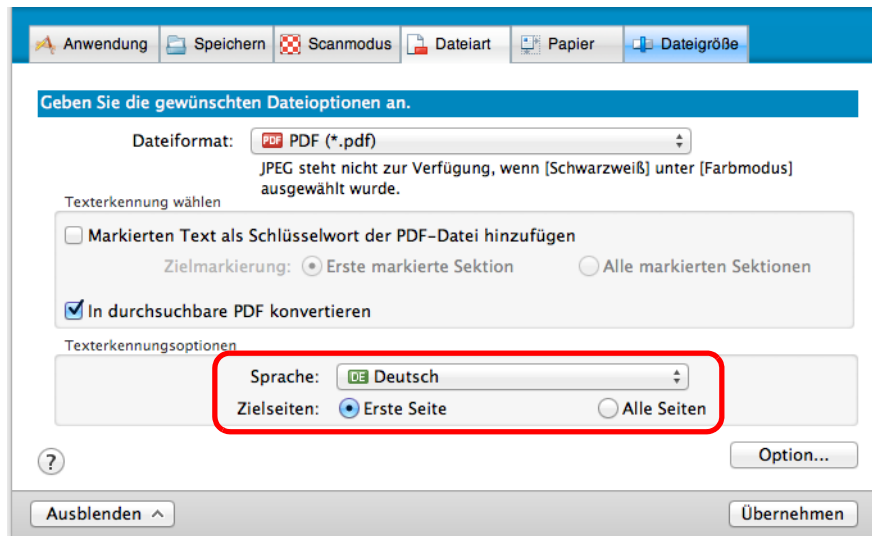 Anwendung Speichern Scanmodus Dateiart Papier Dateigröße
Geben Sie die gewünschten Dateioptionen an.
Dateiformat: PDF PDF (*.pdf)
JPEG steht nicht zur Verfügung, wenn [Schwarzweiß] unter [Farbmodus]
ausgewählt wurde.
Texterkennung wählen
Markierten Text als Schlüsselwort der PDF-Datei hinzufügen
Zielmarkierung: Erste markierte Sektion Alle markierten Sektionen
In durchsuchbare PDF konvertieren
Texterkennungsoptionen
Sprache: DE Deutsch
Zielseiten: Erste Seite Alle Seiten
? Option...
Ausblenden Übernehmen